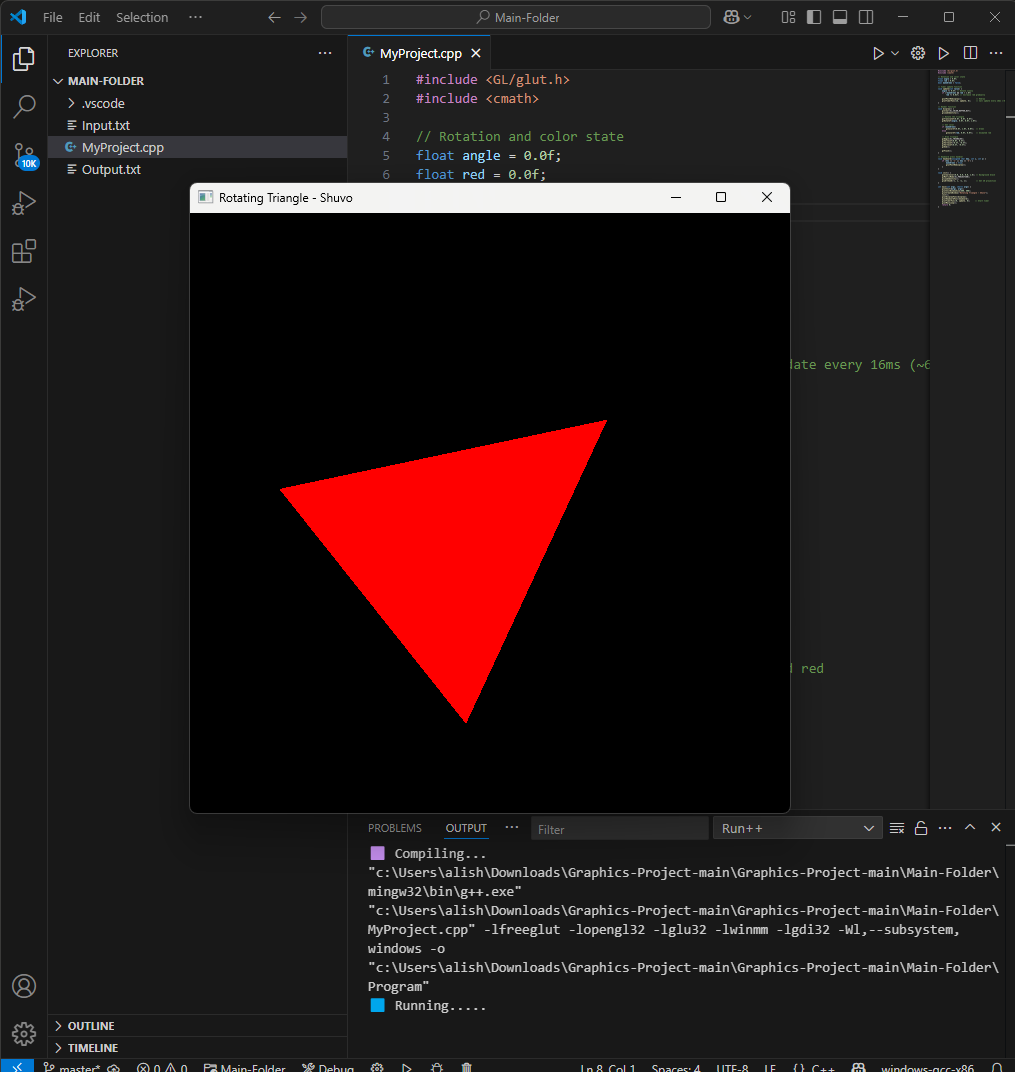 File Edit Selection ··· Main-Folder
EXPLORER ···
MAIN-FOLDER
.vscode
Input.txt
MyProject.cpp
Output.txt
10K
MyProject.cpp
1 #include <GL/glut.h>
2 #include <cmath>
3
4 // Rotation and color state
5 float angle = 0.0f;
6 float red = 0.0f;
Rotating Triangle - Shuvo
date every 16ms (~6
red
PROBLEMS OUTPUT ··· Filter Run++
Compiling...
"c:\Users\alish\Downloads\Graphics-Project-main\Graphics-Project-main\Main-Folder\
mingw32\bin\g++.exe"
"c:\Users\alish\Downloads\Graphics-Project-main\Graphics-Project-main\Main-Folder\
MyProject.cpp" -lfreeglut -lopengl32 -lglu32 -lwinmm -lgdi32 -Wl,--subsystem,
windows -o
"c:\Users\alish\Downloads\Graphics-Project-main\Graphics-Project-main\Main-Folder\
Program"
Running.....
OUTLINE
TIMELINE
master* 0 0 Main-Folder Debug Ln 8, Col 1 Spaces: 4 UTF-8 LF {} C++ windows-gcc-x86